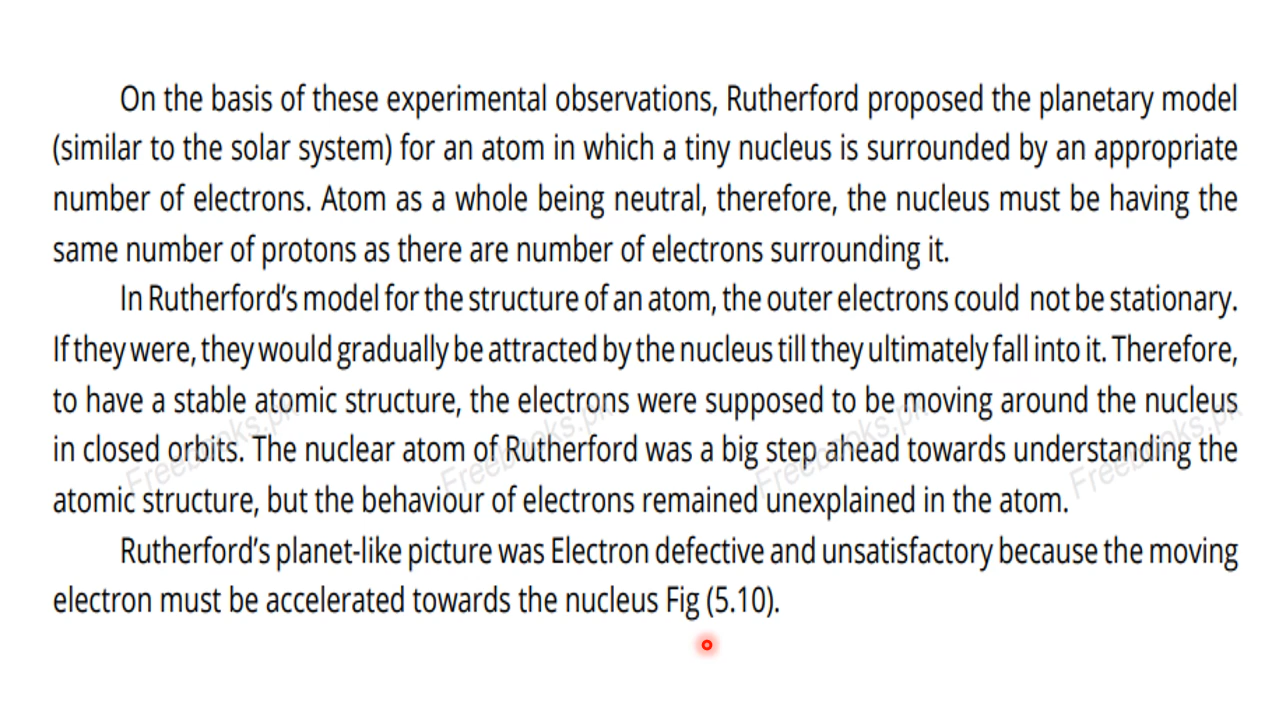 On the basis of these experimental observations, Rutherford proposed the planetary model
(similar to the solar system) for an atom in which a tiny nucleus is surrounded by an appropriate
number of electrons. Atom as a whole being neutral, therefore, the nucleus must be having the
same number of protons as there are number of electrons surrounding it.
In Rutherford’s model for the structure of an atom, the outer electrons could not be stationary.
If they were, they would gradually be attracted by the nucleus till they ultimately fall into it. Therefore,
to have a stable atomic structure, the electrons were supposed to be moving around the nucleus
in closed orbits. The nuclear atom of Rutherford was a big step ahead towards understanding the
atomic structure, but the behaviour of electrons remained unexplained in the atom.
Rutherford’s planet-like picture was Electron defective and unsatisfactory because the moving
electron must be accelerated towards the nucleus Fig (5.10).
Freebooks.pk
Freebooks.pk
Freebooks.pk
Freebooks.pk